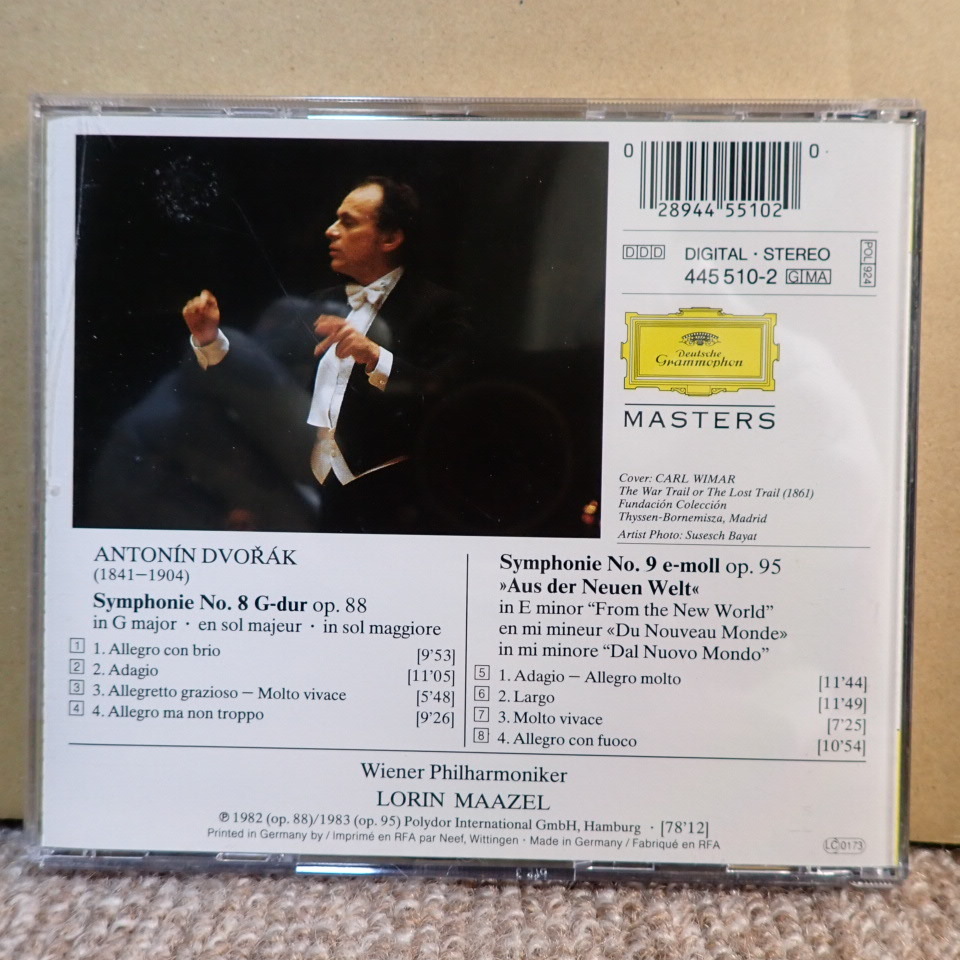 0 28944 55102 0
DDD DIGITAL · STEREO
445 510-2 GEMA
POL 924
Deutsche
Grammophon
MASTERS
Cover: CARL WIMAR
The War Trail or The Lost Trail (1861)
Fundación Colección
Thyssen-Bornemisza, Madrid
Artist Photo: Susesch Bayat
ANTONÍN DVOŘÁK
(1841–1904)
Symphonie No. 8 G-dur op. 88
in G major · en sol majeur · in sol maggiore
1 1. Allegro con brio [9'53]
2 2. Adagio [11'05]
3 3. Allegretto grazioso – Molto vivace [5'48]
4 4. Allegro ma non troppo [9'26]
Symphonie No. 9 e-moll op. 95
»Aus der Neuen Welt«
in E minor “From the New World”
en mi mineur «Du Nouveau Monde»
in mi minore “Dal Nuovo Mondo”
5 1. Adagio – Allegro molto [11'44]
6 2. Largo [11'49]
7 3. Molto vivace [7'25]
8 4. Allegro con fuoco [10'54]
Wiener Philharmoniker
LORIN MAAZEL
℗ 1982 (op. 88)/1983 (op. 95) Polydor International GmbH, Hamburg · [78'12]
Printed in Germany by / Imprimé en RFA par Neef, Wittingen · Made in Germany / Fabriqué en RFA
LC 0173